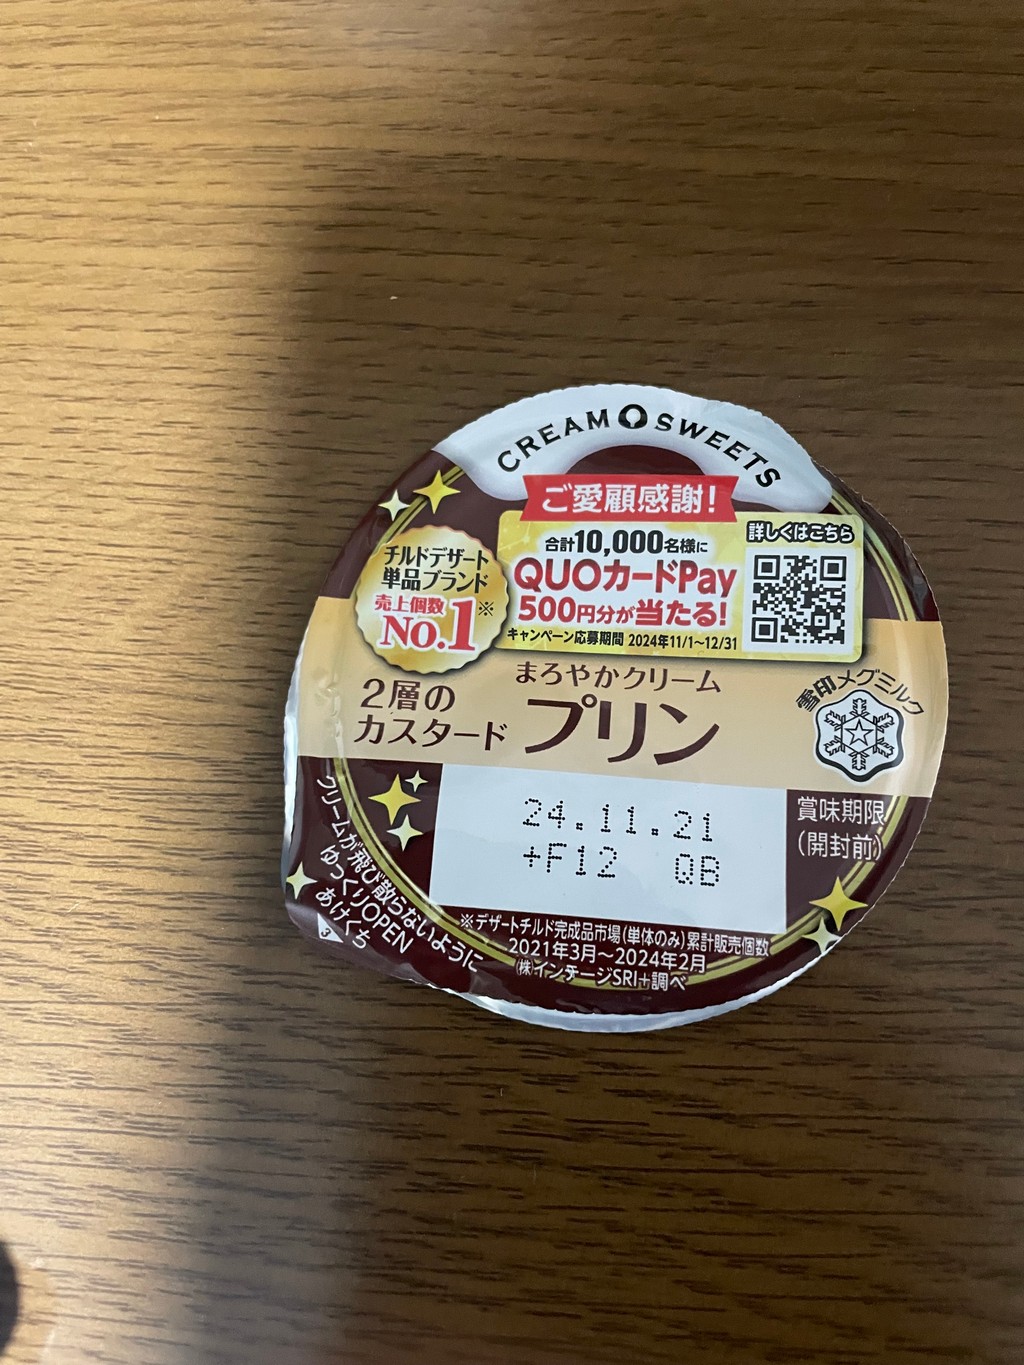 CREAM SWEETS
ご愛顧感謝!
チルドデザート
単品ブランド
売上個数
No.1※
合計10,000名様に
QUOカードPay
500円分が当たる!
キャンペーン応募期間 2024年11/1～12/31
詳しくはこちら
2層の
カスタード
まろやかクリーム
プリン
雪印メグミルク
24.11.21
+F12 QB
賞味期限
(開封前)
クリームが飛び散らないように
ゆっくりOPEN
あけくち
3
※デザートチルド完成品市場(単体のみ)累計販売個数
2021年3月～2024年2月
㈱インテージSRI+調べ